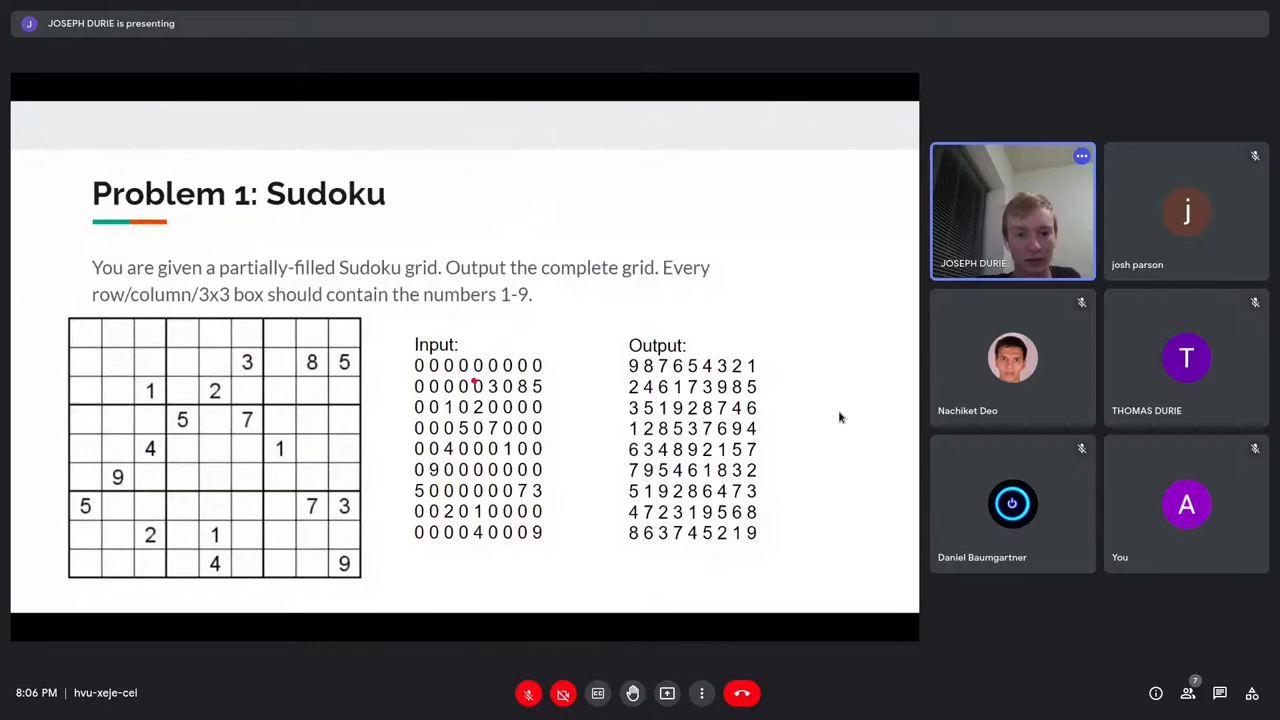 J JOSEPH DURIE is presenting
Problem 1: Sudoku
You are given a partially-filled Sudoku grid. Output the complete grid. Every
row/column/3x3 box should contain the numbers 1-9.
3 8 5
1 2
5 7
4 1
9
5 7 3
2 1
4 9
Input:
0 0 0 0 0 0 0 0 0
0 0 0 0 0 3 0 8 5
0 0 1 0 2 0 0 0 0
0 0 0 5 0 7 0 0 0
0 0 4 0 0 0 1 0 0
0 9 0 0 0 0 0 0 0
5 0 0 0 0 0 0 7 3
0 0 2 0 1 0 0 0 0
0 0 0 0 4 0 0 0 9
Output:
9 8 7 6 5 4 3 2 1
2 4 6 1 7 3 9 8 5
3 5 1 9 2 8 7 4 6
1 2 8 5 3 7 6 9 4
6 3 4 8 9 2 1 5 7
7 9 5 4 6 1 8 3 2
5 1 9 2 8 6 4 7 3
4 7 2 3 1 9 5 6 8
8 6 3 7 4 5 2 1 9
JOSEPH DURIE
j
josh parson
Nachiket Deo
T
THOMAS DURIE
Daniel Baumgartner
A
You
8:06 PM | hvu-xeje-cei
CC
7